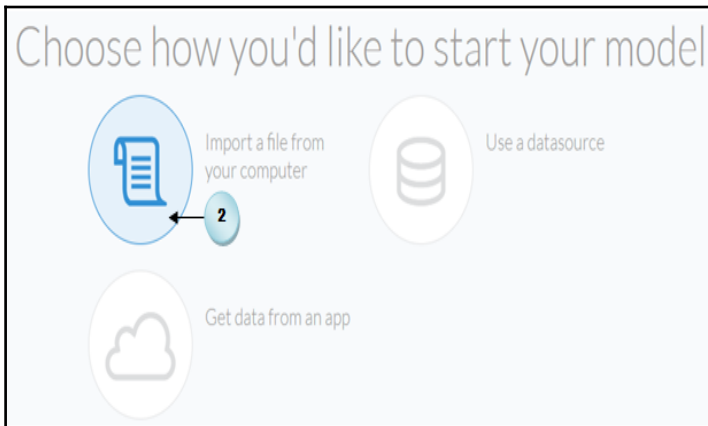 Choose how you'd like to start your model
Import a file from
your computer
Use a datasource
2
Get data from an app